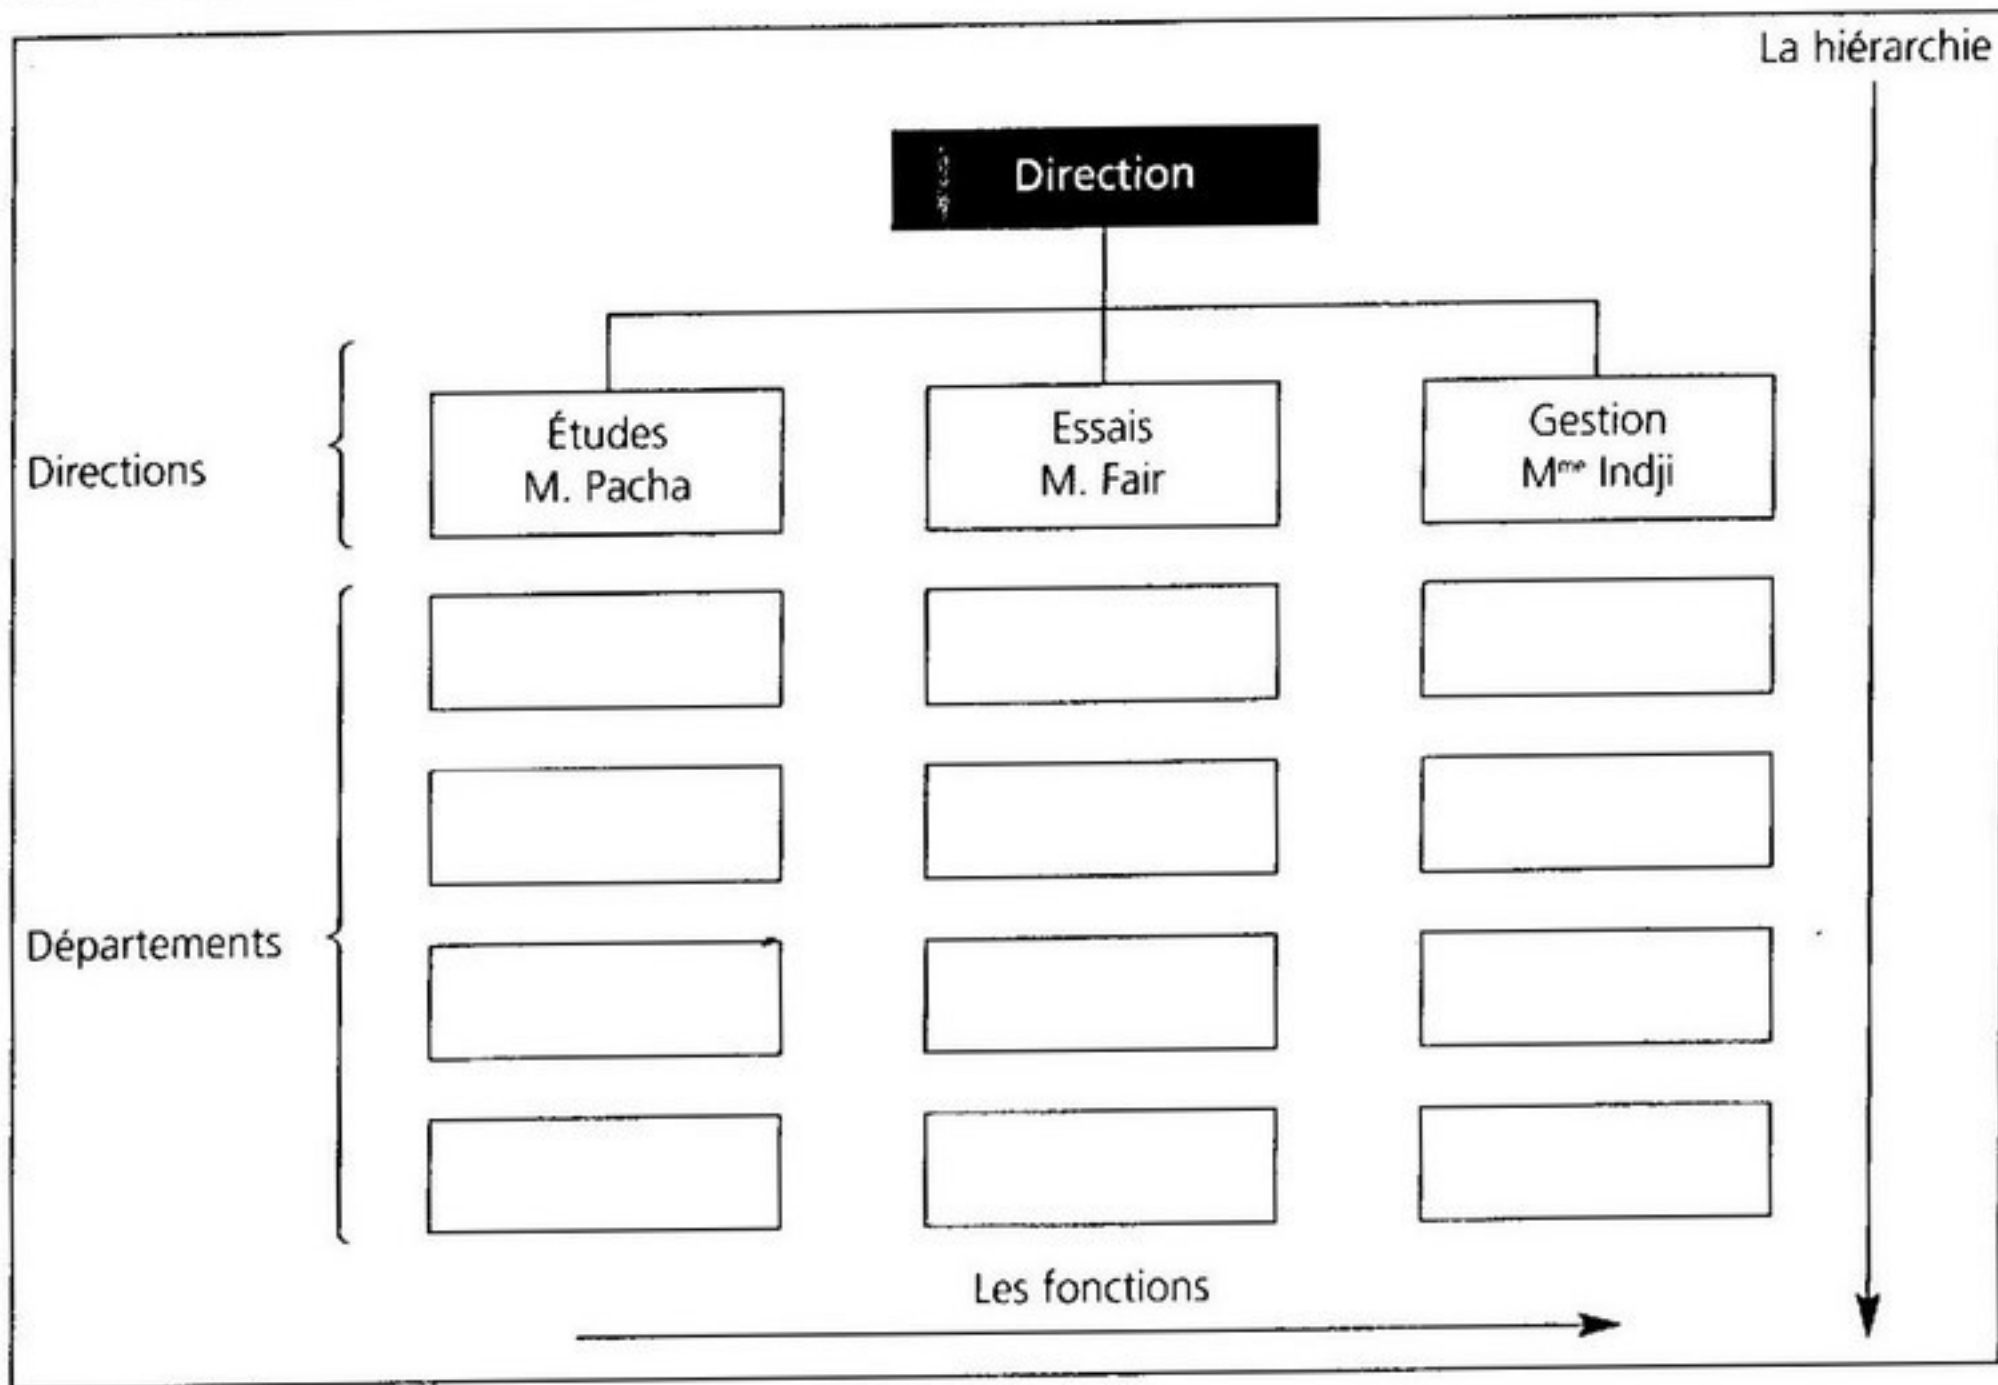 La hiérarchie
Direction
Directions
Études
M. Pacha
Essais
M. Fair
Gestion
Mme Indji
Départements
Les fonctions